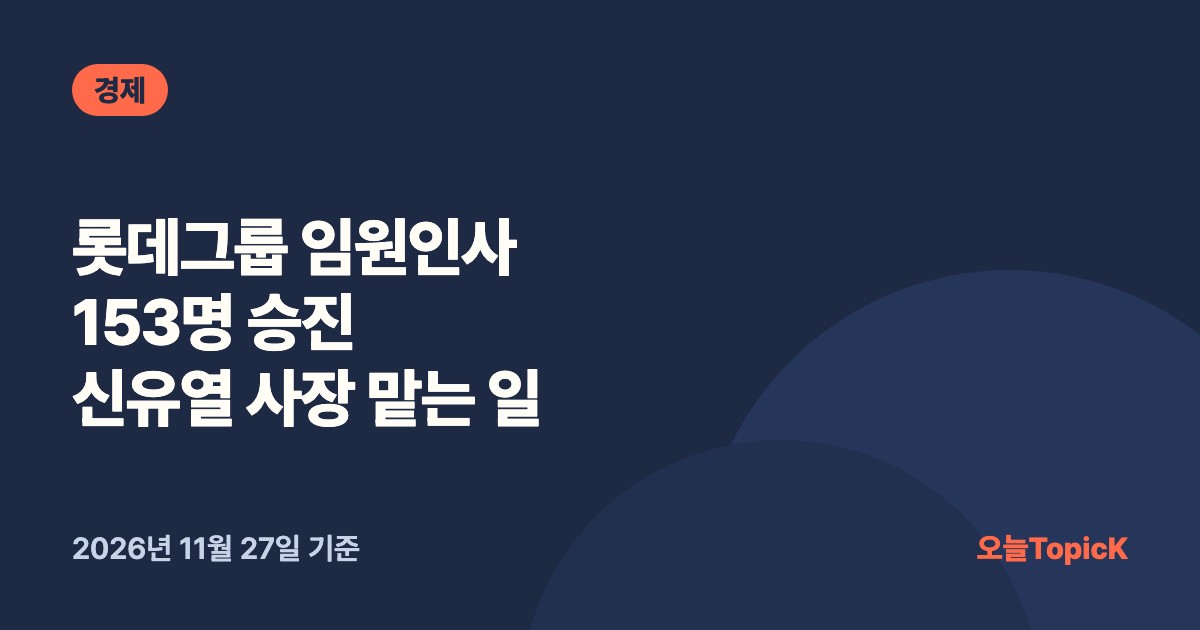 경제
롯데그룹 임원인사
153명 승진
신유열 사장 맡는 일
2026년 11월 27일 기준
오늘TopicK